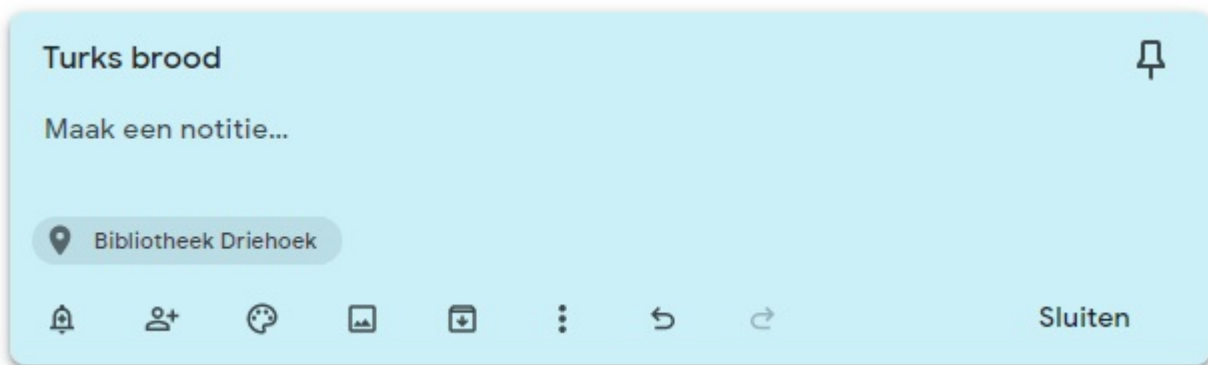 Turks brood
Maak een notitie...
Bibliotheek Driehoek
Sluiten